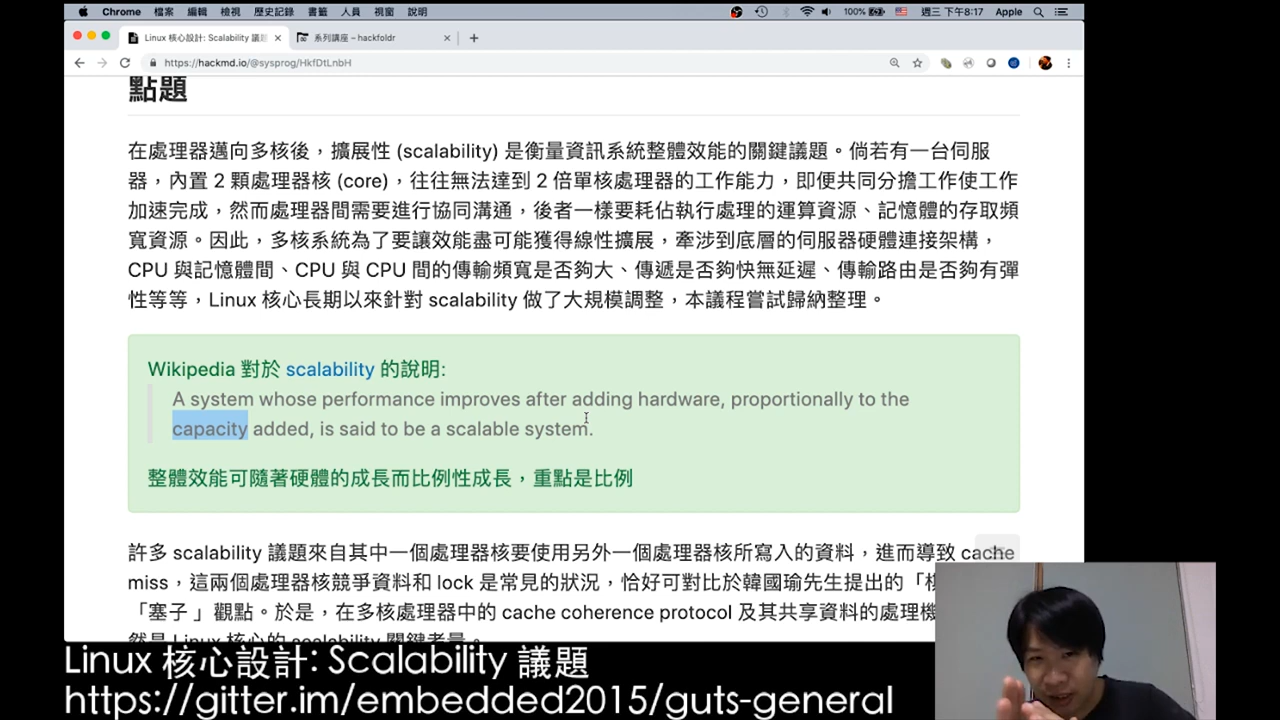 Chrome 檔案 編輯 檢視 歷史記錄 書籤 人員 視窗 說明 100% 週三 下午8:17 Apple
Linux 核心設計: Scalability 議題 系列講座 – hackfoldr
https://hackmd.io/@sysprog/HkfDtLnbH
點題
在處理器邁向多核後，擴展性 (scalability) 是衡量資訊系統整體效能的關鍵議題。倘若有一台伺服
器，內置 2 顆處理器核 (core)，往往無法達到 2 倍單核處理器的工作能力，即便共同分擔工作使工作
加速完成，然而處理器間需要進行協同溝通，後者一樣要耗佔執行處理的運算資源、記憶體的存取頻
寬資源。因此，多核系統為了要讓效能盡可能獲得線性擴展，牽涉到底層的伺服器硬體連接架構，
CPU 與記憶體間、CPU 與 CPU 間的傳輸頻寬是否夠大、傳遞是否夠快無延遲、傳輸路由是否夠有彈
性等等，Linux 核心長期以來針對 scalability 做了大規模調整，本議程嘗試歸納整理。
Wikipedia 對於 scalability 的說明:
A system whose performance improves after adding hardware, proportionally to the
capacity added, is said to be a scalable system.
整體效能可隨著硬體的成長而比例性成長，重點是比例
許多 scalability 議題來自其中一個處理器核要使用另外一個處理器核所寫入的資料，進而導致 cache
miss，這兩個處理器核競爭資料和 lock 是常見的狀況，恰好可對比於韓國瑜先生提出的「
「塞子 」觀點。於是，在多核處理器中的 cache coherence protocol 及其共享資料的處理機
然是 Linux 核心的 scalability 關鍵考量。
Linux 核心設計: Scalability 議題
https://gitter.im/embedded2015/guts-general